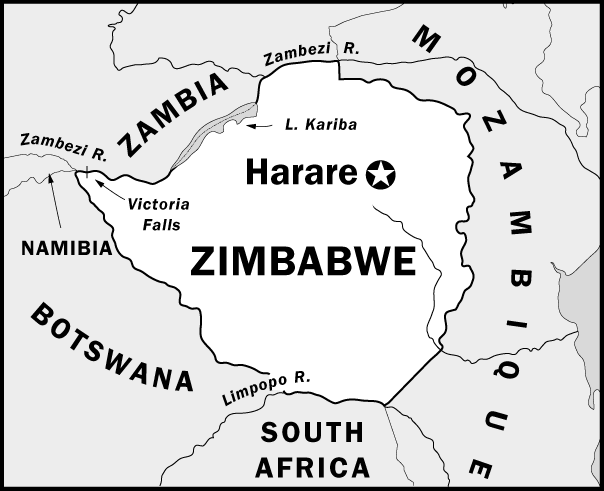 Zambezi R.
MOZAMBIQUE
ZAMBIA
L. Kariba
Zambezi R.
Harare
Victoria
Falls
NAMIBIA
ZIMBABWE
BOTSWANA
Limpopo R.
SOUTH
AFRICA